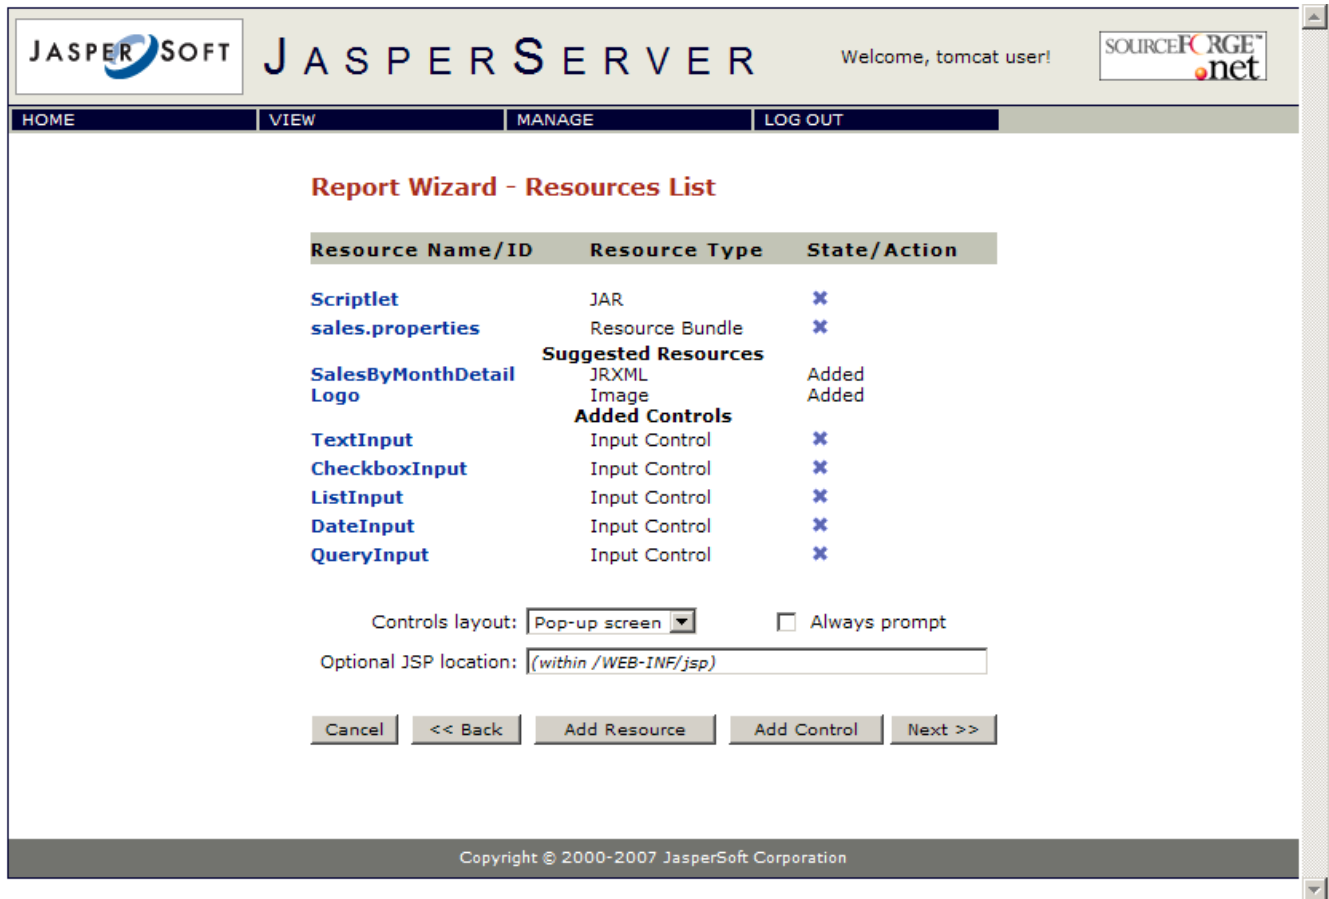 JASPERSOFT JASPERSERVER Welcome, tomcat user! SOURCEFORGE™ .net
HOME VIEW MANAGE LOG OUT
Report Wizard - Resources List
Resource Name/ID Resource Type State/Action
Scriptlet JAR
sales.properties Resource Bundle
Suggested Resources
SalesByMonthDetail JRXML Added
Logo Image Added
Added Controls
TextInput Input Control
CheckboxInput Input Control
ListInput Input Control
DateInput Input Control
QueryInput Input Control
Controls layout: Pop-up screen Always prompt
Optional JSP location: (within /WEB-INF/jsp)
Cancel << Back Add Resource Add Control Next >>
Copyright © 2000-2007 JasperSoft Corporation